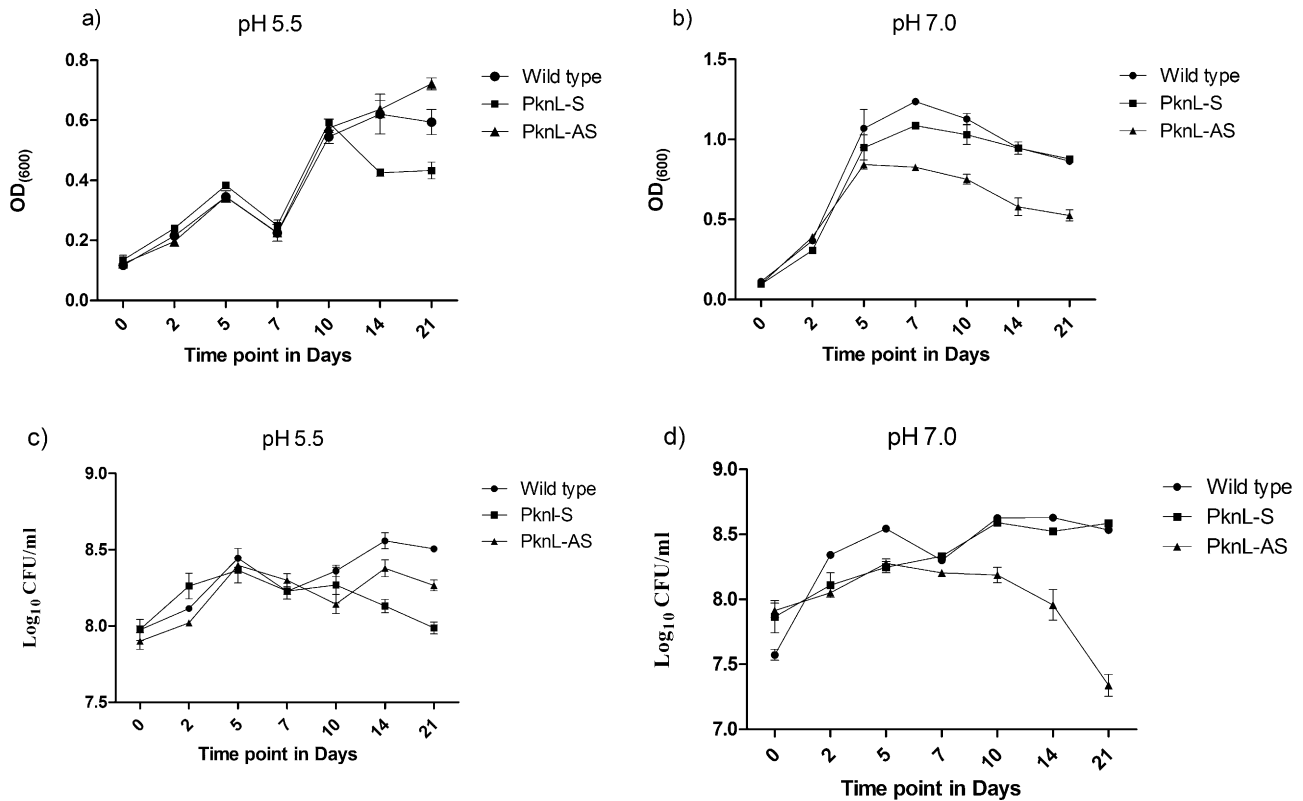 a)
pH 5.5
0.8
0.6
0.4
0.2
0.0
OD(600)
0
2
5
7
10
14
21
Time point in Days
Wild type
PknL-S
PknL-AS
b)
pH 7.0
1.5
1.0
0.5
0.0
OD(600)
0
2
5
7
10
14
21
Time point in Days
Wild type
PknL-S
PknL-AS
c)
pH 5.5
9.0
8.5
8.0
7.5
Log10 CFU/ml
0
2
5
7
10
14
21
Time point in Days
Wild type
Pknl-S
PknL-AS
d)
pH 7.0
9.0
8.5
8.0
7.5
7.0
Log10 CFU/ml
0
2
5
7
10
14
21
Time point in Days
Wild type
PknL-S
PknL-AS